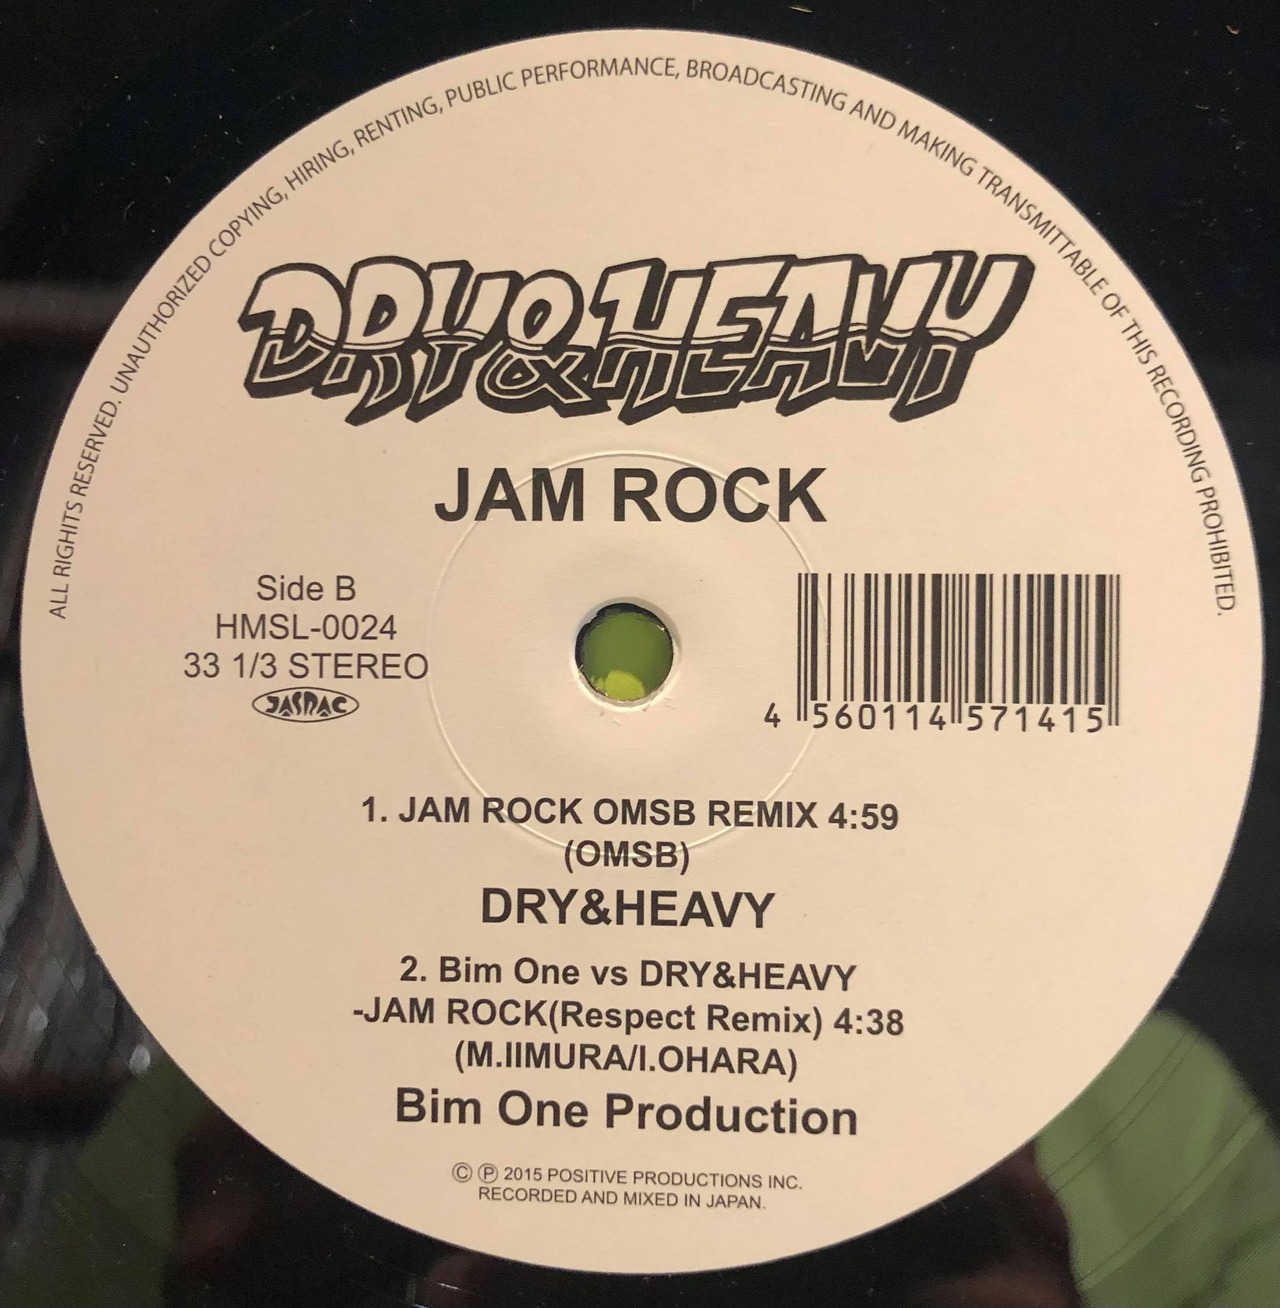 ALL RIGHTS RESERVED. UNAUTHORIZED COPYING, HIRING, RENTING, PUBLIC PERFORMANCE, BROADCASTING AND MAKING TRANSMITTABLE OF THIS RECORDING PROHIBITED.
DRY&HEAVY
JAM ROCK
Side B
HMSL-0024
33 1/3 STEREO
JASRAC
4 560114 571415
1. JAM ROCK OMSB REMIX 4:59
(OMSB)
DRY&HEAVY
2. Bim One vs DRY&HEAVY
-JAM ROCK(Respect Remix) 4:38
(M.IIMURA/I.OHARA)
Bim One Production
© ℗ 2015 POSITIVE PRODUCTIONS INC.
RECORDED AND MIXED IN JAPAN.